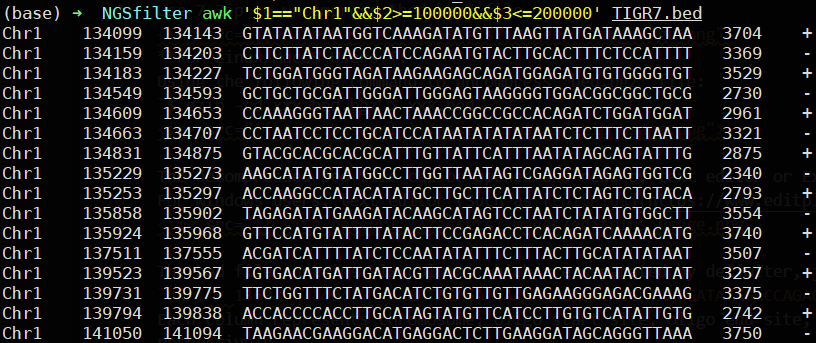 (base) → NGSfilter awk '$1=="Chr1"&&$2>=100000&&$3<=200000' TIGR7.bed
Chr1 134099 134143 GTATATATAATGGTCAAAGATATGTTTAAGTTATGATAAAGCTAA 3704 +
Chr1 134159 134203 CTTCTTATCTACCCATCCAGAATGTACTTGCACTTTCTCCATTTT 3369 -
Chr1 134183 134227 TCTGGATGGGTAGATAAGAAGAGCAGATGGAGATGTGTGGGGTGT 3529 +
Chr1 134549 134593 GCTGCTGCGATTGGGATTGGGAGTAAGGGGTGGACGGCGGCTGCG 2730 -
Chr1 134609 134653 CCAAAGGGTAATTAACTAAACCGGCCGCCACAGATCTGGATGGAT 2961 +
Chr1 134663 134707 CCTAATCCTCCTGCATCCATAATATATATAATCTCTTTCTTAATT 3321 -
Chr1 134831 134875 GTACGCACGCACGCATTTGTTATTCATTTAATATAGCAGTATTTG 2875 +
Chr1 135229 135273 AAGCATATGTATGGCCTTGGTTAATAGTCGAGGATAGAGTGGTCG 2340 -
Chr1 135253 135297 ACCAAGGCCATACATATGCTTGCTTCATTATCTCTAGTCTGTACA 2793 +
Chr1 135858 135902 TAGAGATATGAAGATACAAGCATAGTCCTAATCTATATGTGGCTT 3554 -
Chr1 135924 135968 GTTCCATGTATTTTATACTTCCGAGACCTCACAGATCAAAACATG 3740 +
Chr1 137511 137555 ACGATCATTTTATCTCCAATATATTTCTTTACTTGCATATATAAT 3507 -
Chr1 139523 139567 TGTGACATGATTGATACGTTACGCAAATAAACTACAATACTTTAT 3257 +
Chr1 139731 139775 TTCTGGTTTCTATGACATCTGTGTTGTTGAGAAGGGAGACGAAAG 3375 -
Chr1 139794 139838 ACCACCCCACCTTGCATAGTATGTTCATCCTTGTGTCATATTGTG 2742 +
Chr1 141050 141094 TAAGAACGAAGGACATGAGGACTCTTGAAGGATAGCAGGGTTAAA 3750 -